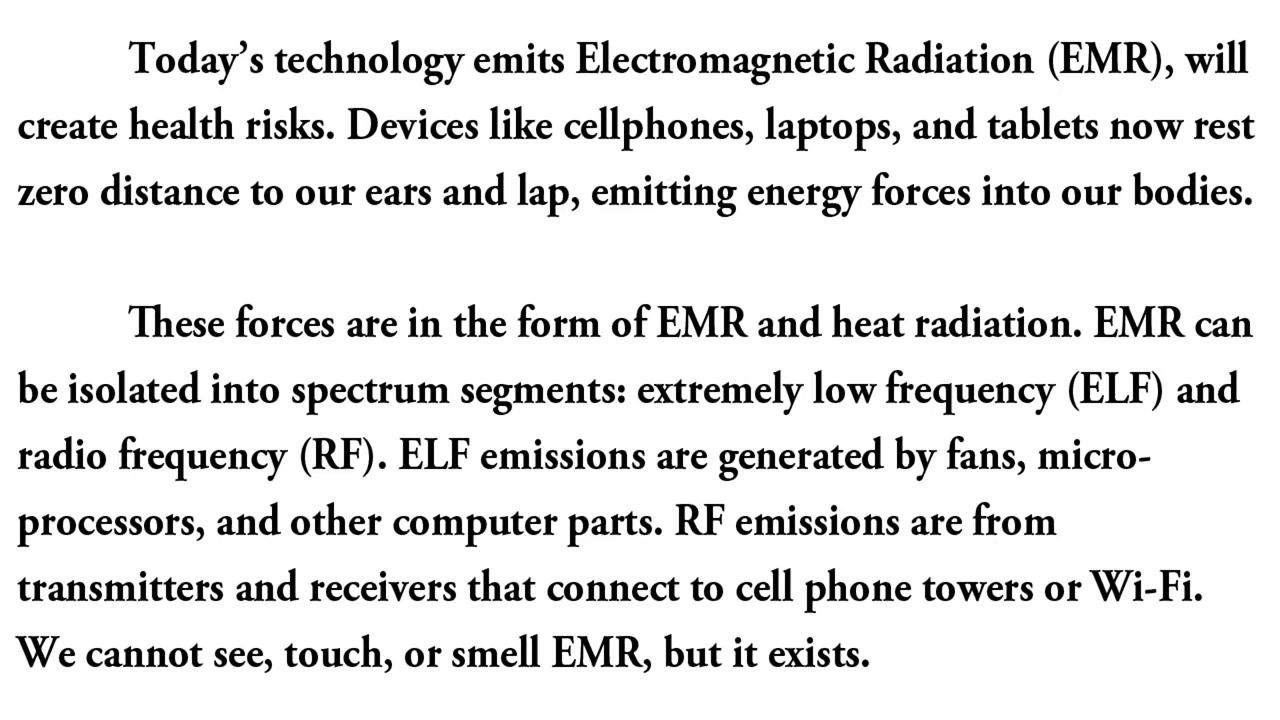 Today’s technology emits Electromagnetic Radiation (EMR), will
create health risks. Devices like cellphones, laptops, and tablets now rest
zero distance to our ears and lap, emitting energy forces into our bodies.
These forces are in the form of EMR and heat radiation. EMR can
be isolated into spectrum segments: extremely low frequency (ELF) and
radio frequency (RF). ELF emissions are generated by fans, micro-
processors, and other computer parts. RF emissions are from
transmitters and receivers that connect to cell phone towers or Wi-Fi.
We cannot see, touch, or smell EMR, but it exists.